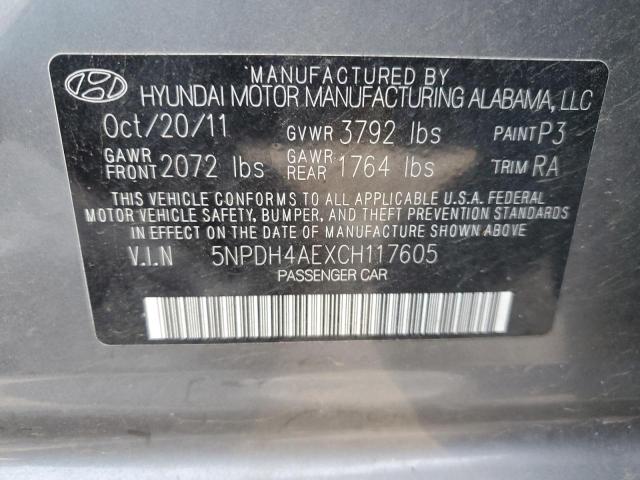 MANUFACTURED BY
HYUNDAI MOTOR MANUFACTURING ALABAMA, LLC
Oct/20/11 GVWR 3792 lbs PAINT P3
GAWR FRONT 2072 lbs GAWR REAR 1764 lbs TRIM RA
THIS VEHICLE CONFORMS TO ALL APPLICABLE U.S.A. FEDERAL
MOTOR VEHICLE SAFETY, BUMPER, AND THEFT PREVENTION STANDARDS
IN EFFECT ON THE DATE OF MANUFACTURE SHOWN ABOVE.
V.I.N 5NPDH4AEXCH117605
PASSENGER CAR